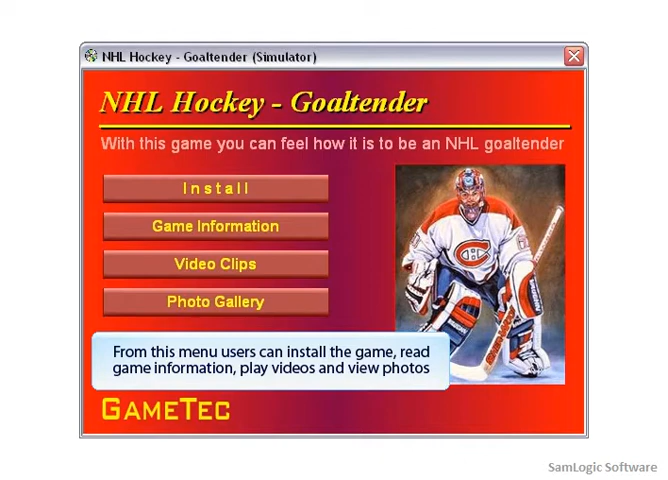 NHL Hockey - Goaltender (Simulator)
NHL Hockey - Goaltender
With this game you can feel how it is to be an NHL goaltender
Install
Game Information
Video Clips
Photo Gallery
From this menu users can install the game, read
game information, play videos and view photos
GAMETEC
SamLogic Software